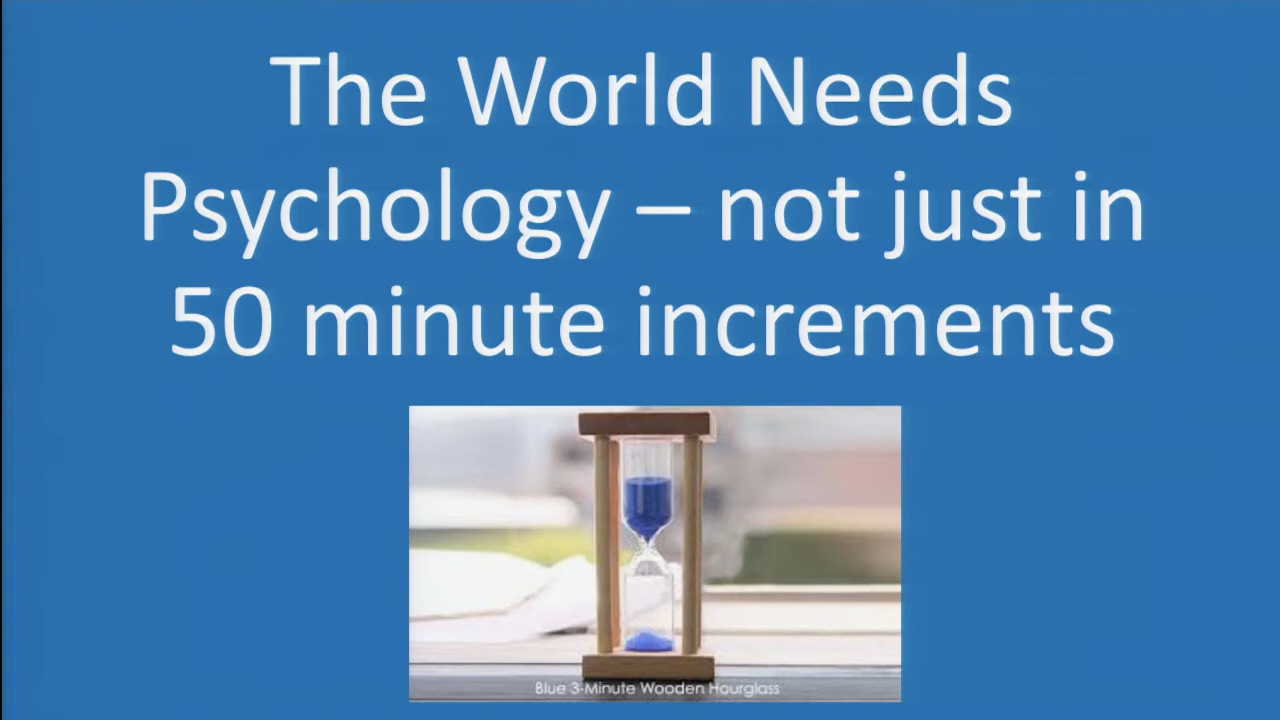 The World Needs
Psychology – not just in
50 minute increments
Blue 3-Minute Wooden Hourglass